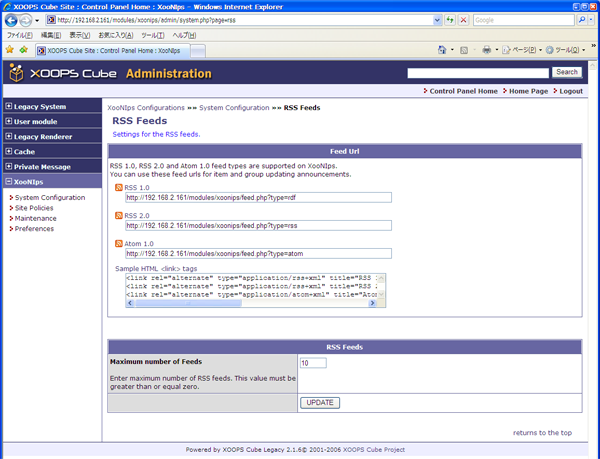 XOOPS Cube Site : Control Panel Home : XooNIps - Windows Internet Explorer
http://192.168.2.161/modules/xoonips/admin/system.php?page=rss
Google
ファイル(F) 編集(E) 表示(V) お気に入り(A) ツール(T) ヘルプ(H)
XOOPS Cube Site : Control Panel Home : XooNIps
ページ(P) ツール(O)
XOOPS Cube Administration
Search
Control Panel Home Home Page Logout
Legacy System
User module
Legacy Renderer
Cache
Private Message
XooNIps
System Configuration
Site Policies
Maintenance
Preferences
XooNIps Configurations »» System Configuration »» RSS Feeds
RSS Feeds
Settings for the RSS feeds.
Feed Url
RSS 1.0, RSS 2.0 and Atom 1.0 feed types are supported on XooNIps.
You can use these feed urls for item and group updating announcements.
RSS 1.0
http://192.168.2.161/modules/xoonips/feed.php?type=rdf
RSS 2.0
http://192.168.2.161/modules/xoonips/feed.php?type=rss
Atom 1.0
http://192.168.2.161/modules/xoonips/feed.php?type=atom
Sample HTML <link> tags
<link rel="alternate" type="application/rss+xml" title="RSS
<link rel="alternate" type="application/rss+xml" title="RSS
<link rel="alternate" type="application/atom+xml" title="Atom
RSS Feeds
Maximum number of Feeds
10
Enter maximum number of RSS feeds. This value must be
greater than or equal zero.
UPDATE
returns to the top
Powered by XOOPS Cube Legacy 2.1.6© 2001-2006 XOOPS Cube Project